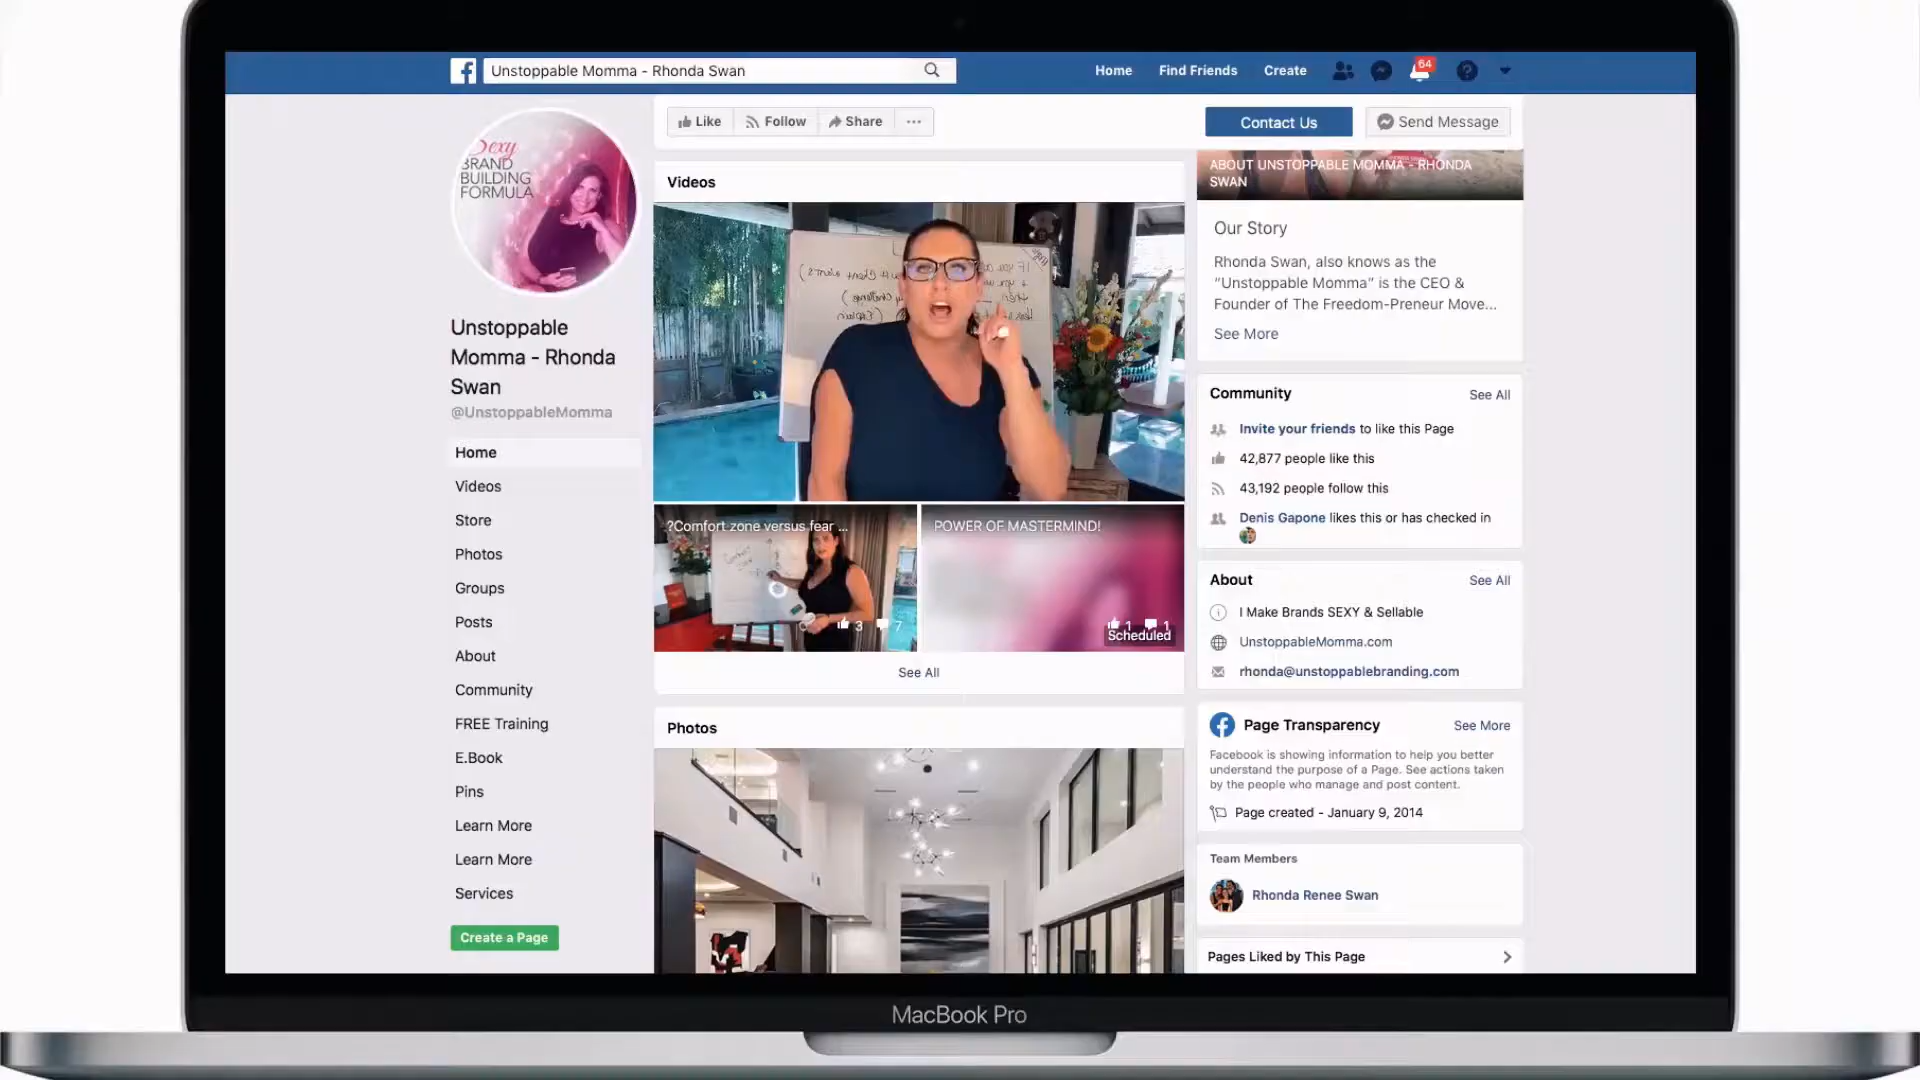 Unstoppable Momma - Rhonda Swan
Home
Find Friends
Create
64
Sexy
BRAND
BUILDING
FORMULA
Unstoppable
Momma - Rhonda
Swan
@UnstoppableMomma
Home
Videos
Store
Photos
Groups
Posts
About
Community
FREE Training
E.Book
Pins
Learn More
Learn More
Services
Create a Page
Like
Follow
Share
Contact Us
Send Message
Videos
?Comfort zone versus fear ...
3
7
POWER OF MASTERMIND!
1
1
Scheduled
See All
Photos
ABOUT UNSTOPPABLE MOMMA - RHONDA
SWAN
Our Story
Rhonda Swan, also knows as the
“Unstoppable Momma” is the CEO &
Founder of The Freedom-Preneur Move...
See More
Community
See All
Invite your friends to like this Page
42,877 people like this
43,192 people follow this
Denis Gapone likes this or has checked in
About
See All
I Make Brands SEXY & Sellable
UnstoppableMomma.com
rhonda@unstoppablebranding.com
Page Transparency
See More
Facebook is showing information to help you better
understand the purpose of a Page. See actions taken
by the people who manage and post content.
Page created - January 9, 2014
Team Members
Rhonda Renee Swan
Pages Liked by This Page
MacBook Pro